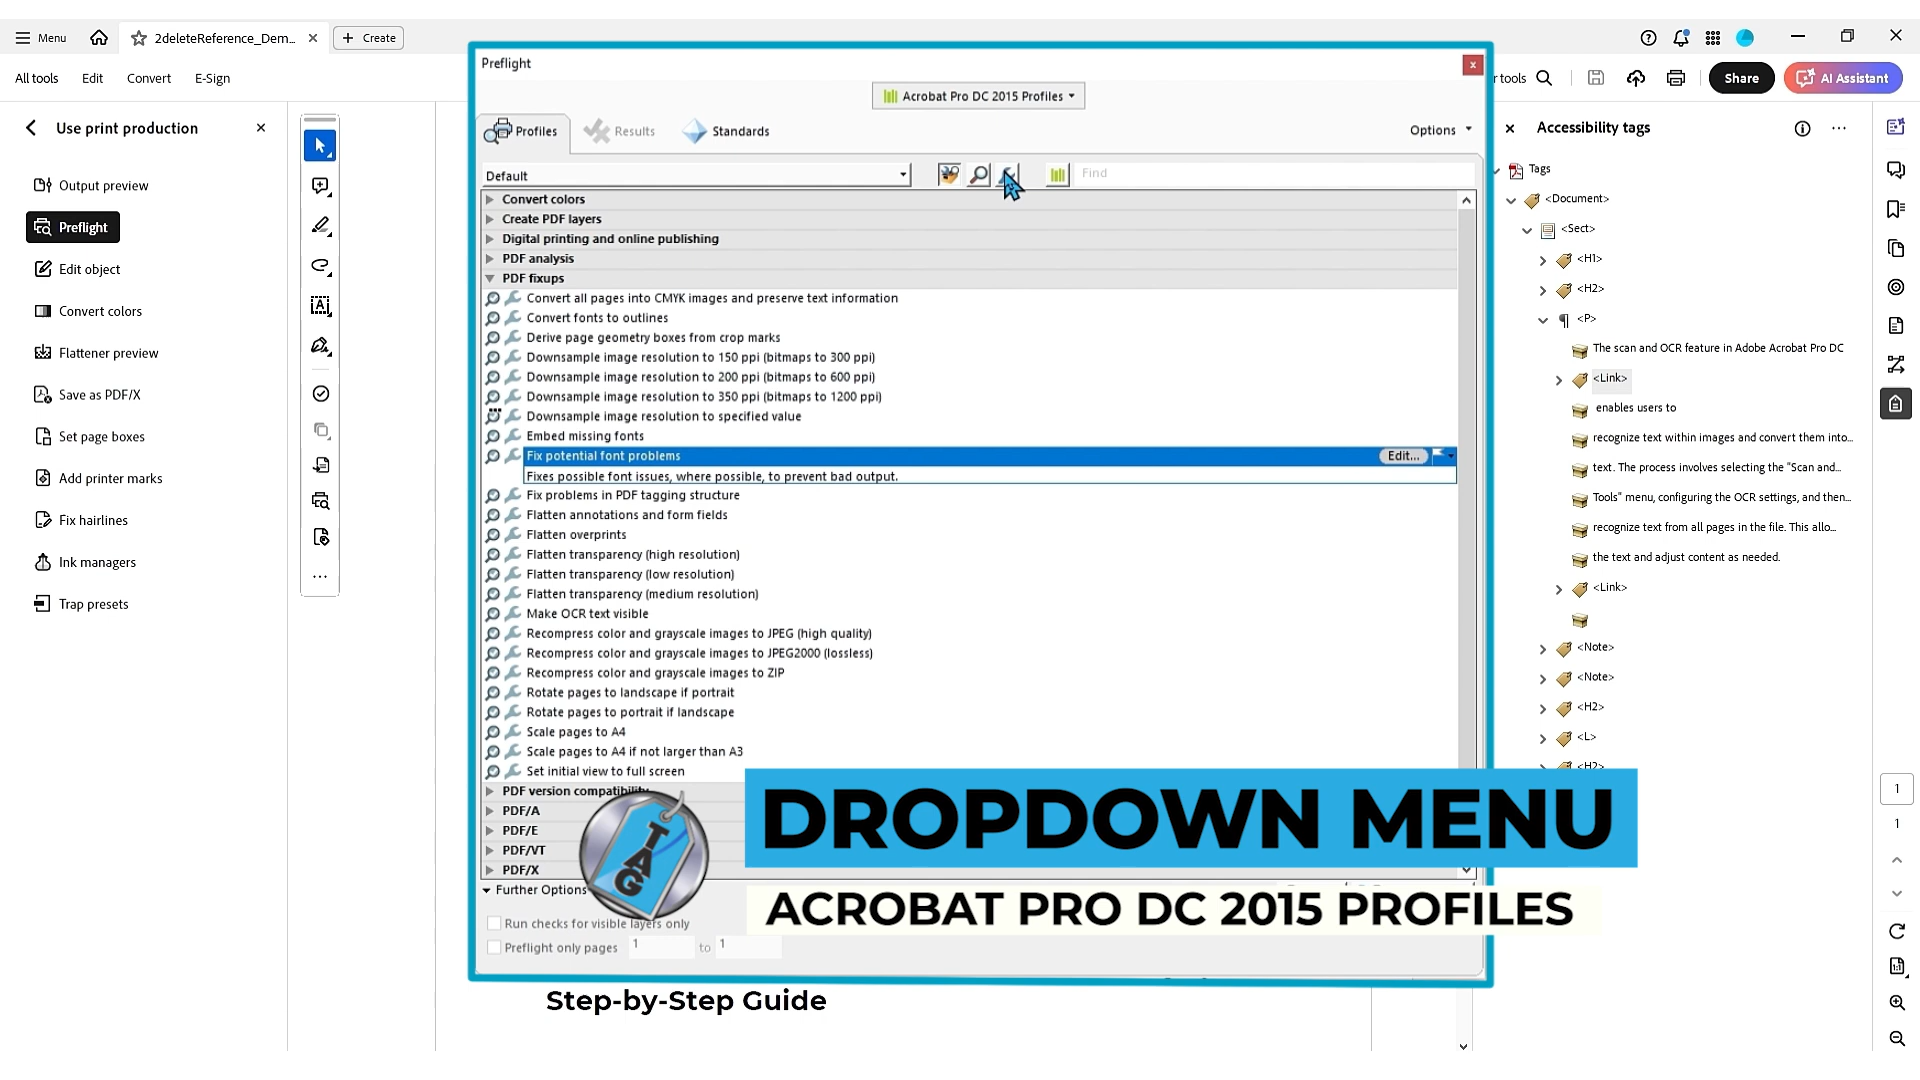 Menu
2deleteReference_Dem...
Create
All tools
Edit
Convert
E-Sign
r tools
Share
AI Assistant
Use print production
Output preview
Preflight
Edit object
Convert colors
Flattener preview
Save as PDF/X
Set page boxes
Add printer marks
Fix hairlines
Ink managers
Trap presets
Preflight
Acrobat Pro DC 2015 Profiles
Profiles
Results
Standards
Options
Default
Find
Convert colors
Create PDF layers
Digital printing and online publishing
PDF analysis
PDF fixups
Convert all pages into CMYK images and preserve text information
Convert fonts to outlines
Derive page geometry boxes from crop marks
Downsample image resolution to 150 ppi (bitmaps to 300 ppi)
Downsample image resolution to 200 ppi (bitmaps to 600 ppi)
Downsample image resolution to 350 ppi (bitmaps to 1200 ppi)
Downsample image resolution to specified value
Embed missing fonts
Fix potential font problems
Edit...
Fixes possible font issues, where possible, to prevent bad output.
Fix problems in PDF tagging structure
Flatten annotations and form fields
Flatten overprints
Flatten transparency (high resolution)
Flatten transparency (low resolution)
Flatten transparency (medium resolution)
Make OCR text visible
Recompress color and grayscale images to JPEG (high quality)
Recompress color and grayscale images to JPEG2000 (lossless)
Recompress color and grayscale images to ZIP
Rotate pages to landscape if portrait
Rotate pages to portrait if landscape
Scale pages to A4
Scale pages to A4 if not larger than A3
Set initial view to full screen
PDF version compatibility
PDF/A
PDF/E
PDF/VT
PDF/X
Further Options
Run checks for visible layers only
Preflight only pages 1 to 1
TAG
DROPDOWN MENU
ACROBAT PRO DC 2015 PROFILES
Step-by-Step Guide
Accessibility tags
Tags
<Document>
<Sect>
<H1>
<H2>
<P>
The scan and OCR feature in Adobe Acrobat Pro DC
<Link>
enables users to
recognize text within images and convert them into...
text. The process involves selecting the "Scan and...
Tools" menu, configuring the OCR settings, and then...
recognize text from all pages in the file. This allo...
the text and adjust content as needed.
<Link>
<Note>
<Note>
<H2>
<L>
<H2>
1
1